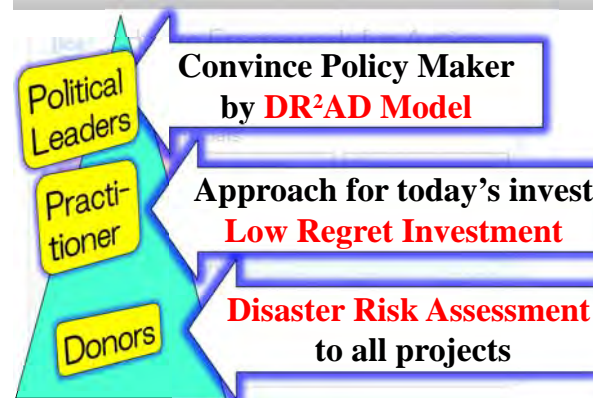 Political
Leaders
Convince Policy Maker
by DR²AD Model
Practi-
tioner
Approach for today's invest
Low Regret Investment
Donors
Disaster Risk Assessment
to all projects